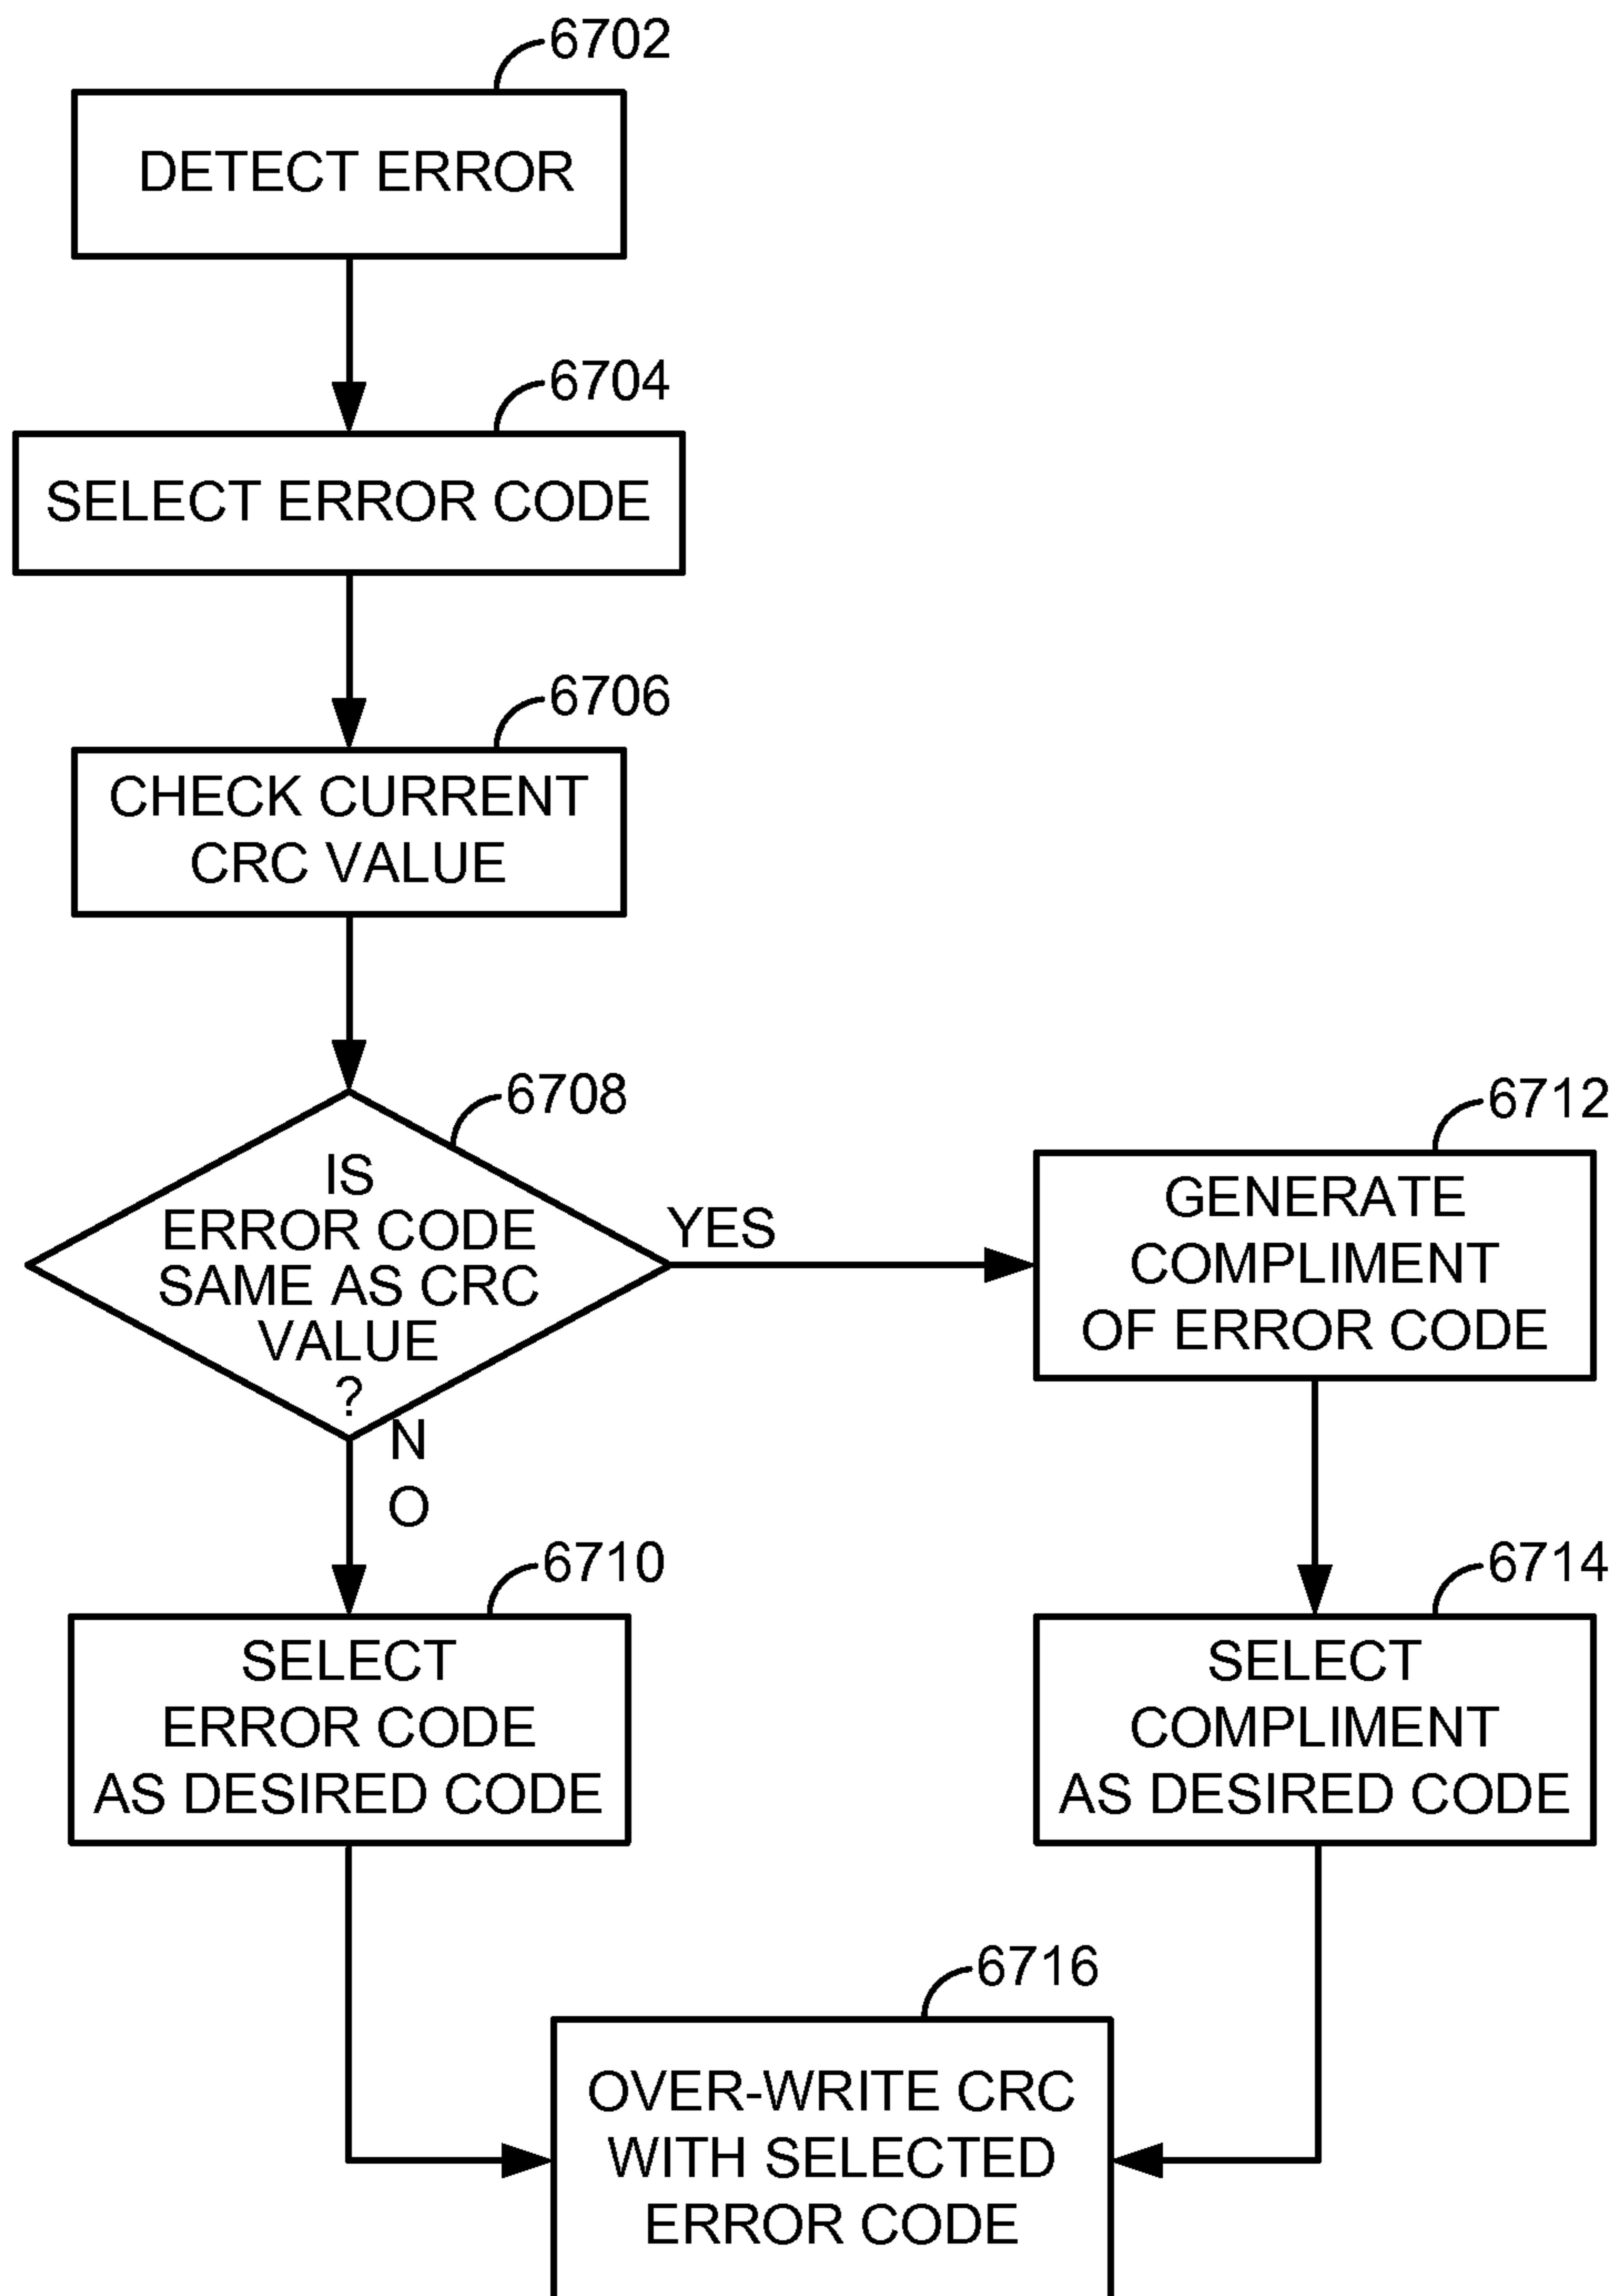 6702
DETECT ERROR
6704
SELECT ERROR CODE
6706
CHECK CURRENT
CRC VALUE
6708
IS
ERROR CODE
SAME AS CRC
VALUE
?
YES
N
O
6712
GENERATE
COMPLIMENT
OF ERROR CODE
6710
SELECT
ERROR CODE
AS DESIRED CODE
6714
SELECT
COMPLIMENT
AS DESIRED CODE
6716
OVER-WRITE CRC
WITH SELECTED
ERROR CODE